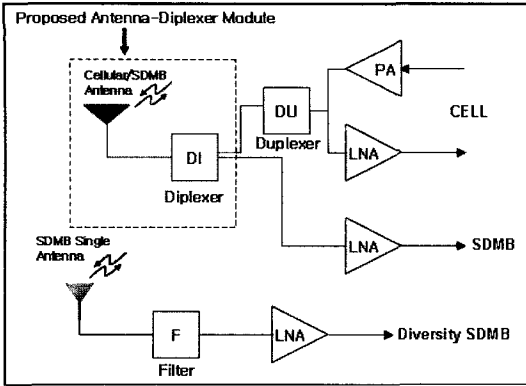 Proposed Antenna-Diplexer Module
Cellular/SDMB
Antenna
DI
Diplexer
DU
Duplexer
PA
CELL
LNA
LNA
SDMB
SDMB Single
Antenna
F
Filter
LNA
Diversity SDMB